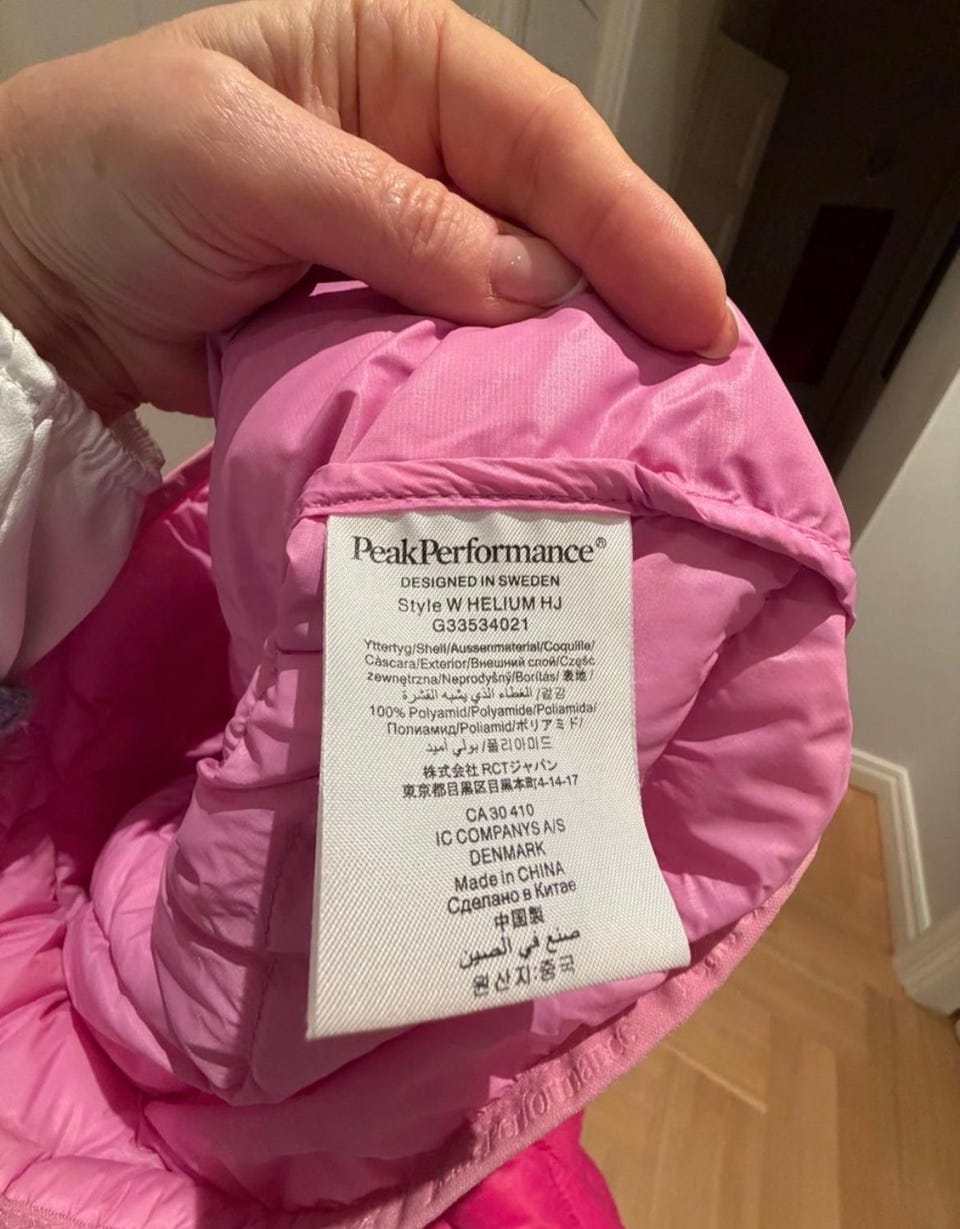 PeakPerformance®
DESIGNED IN SWEDEN
Style W HELIUM HJ
G33534021
Yttertyg/Shell/Aussenmaterial/Coquille/
Cáscara/Exterior/Внешний слой/Część
zewnętrzna/Neprodyšný/Borítás/ 表地 /
الغطاء الذي يشبه القشرة /겉감
100% Polyamid/Polyamide/Poliamida/
Полиамид/Poliamid/ポリアミド/
بولي أميد /폴리아미드
株式会社 RCTジャパン
東京都目黒区目黒本町4-14-17
CA 30 410
IC COMPANYS A/S
DENMARK
Made in CHINA
Сделано в Китае
中国製
صنع في الصين
원산지:중국